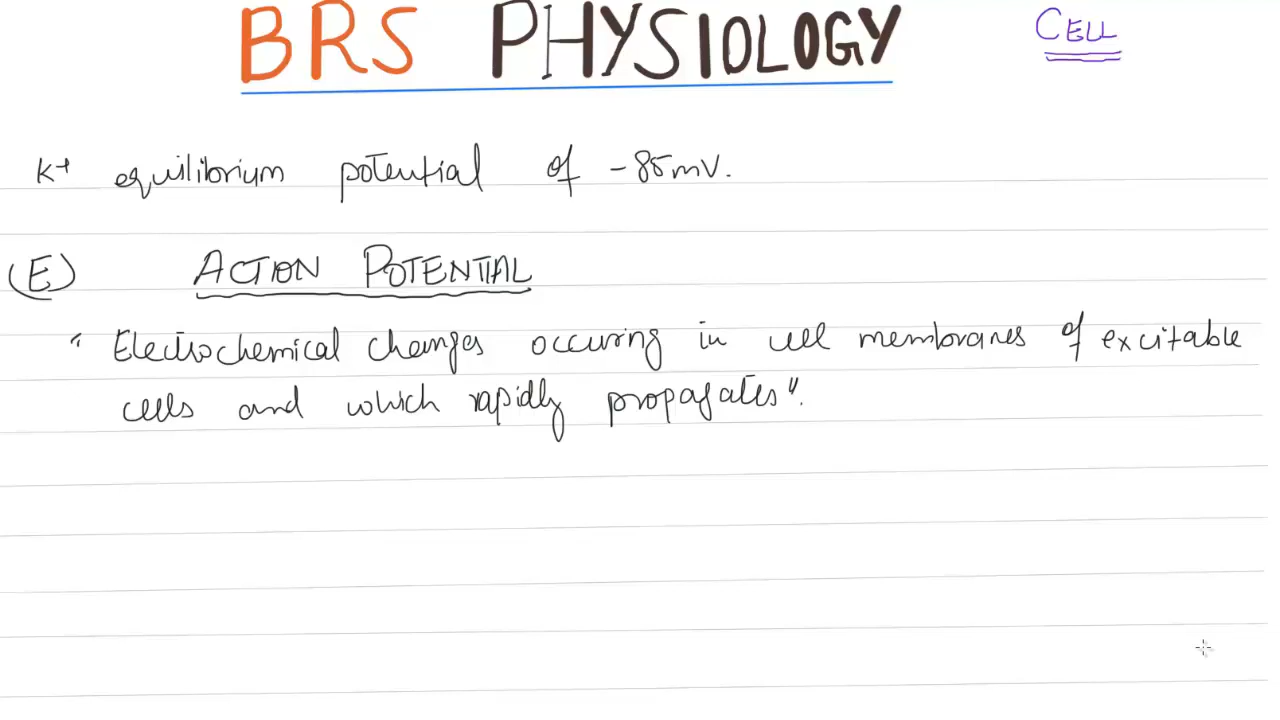 BRS PHYSIOLOGY
CELL
K+ equilibrium potential of -85mV.
(E) ACTION POTENTIAL
" Electrochemical changes occuring in cell membranes of excitable
cells and which rapidly propagates".